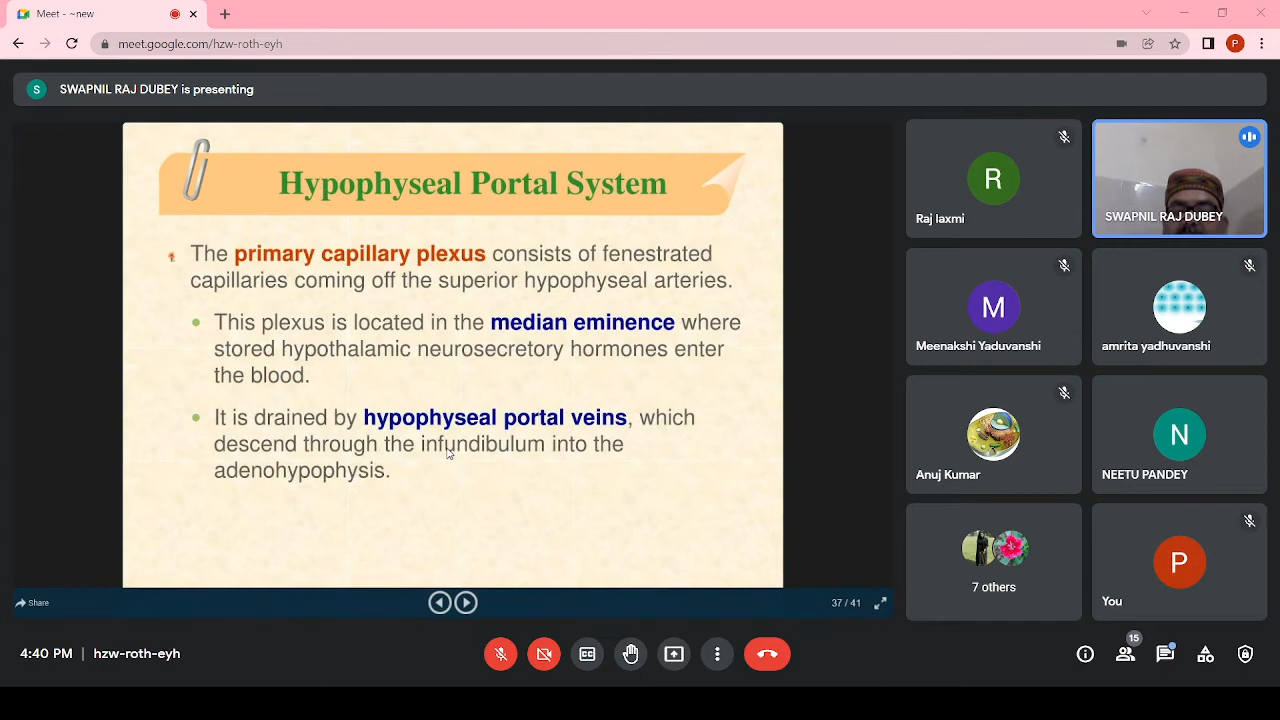 Meet - ~new
meet.google.com/hzw-roth-eyh
P
S
SWAPNIL RAJ DUBEY is presenting
Hypophyseal Portal System
The primary capillary plexus consists of fenestrated
capillaries coming off the superior hypophyseal arteries.
This plexus is located in the median eminence where
stored hypothalamic neurosecretory hormones enter
the blood.
It is drained by hypophyseal portal veins, which
descend through the infundibulum into the
adenohypophysis.
Share
37 / 41
R
Raj laxmi
SWAPNIL RAJ DUBEY
M
Meenakshi Yaduvanshi
amrita yadhuvanshi
Anuj Kumar
N
NEETU PANDEY
7 others
P
You
4:40 PM | hzw-roth-eyh
CC
15